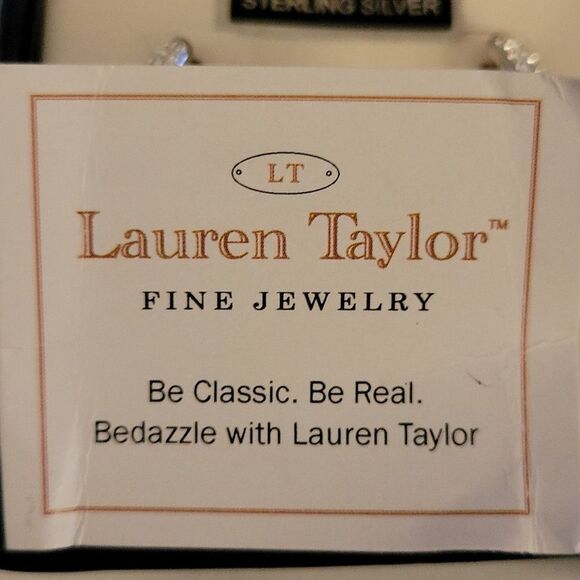 STERLING SILVER
LT
Lauren Taylor™
FINE JEWELRY
Be Classic. Be Real.
Bedazzle with Lauren Taylor